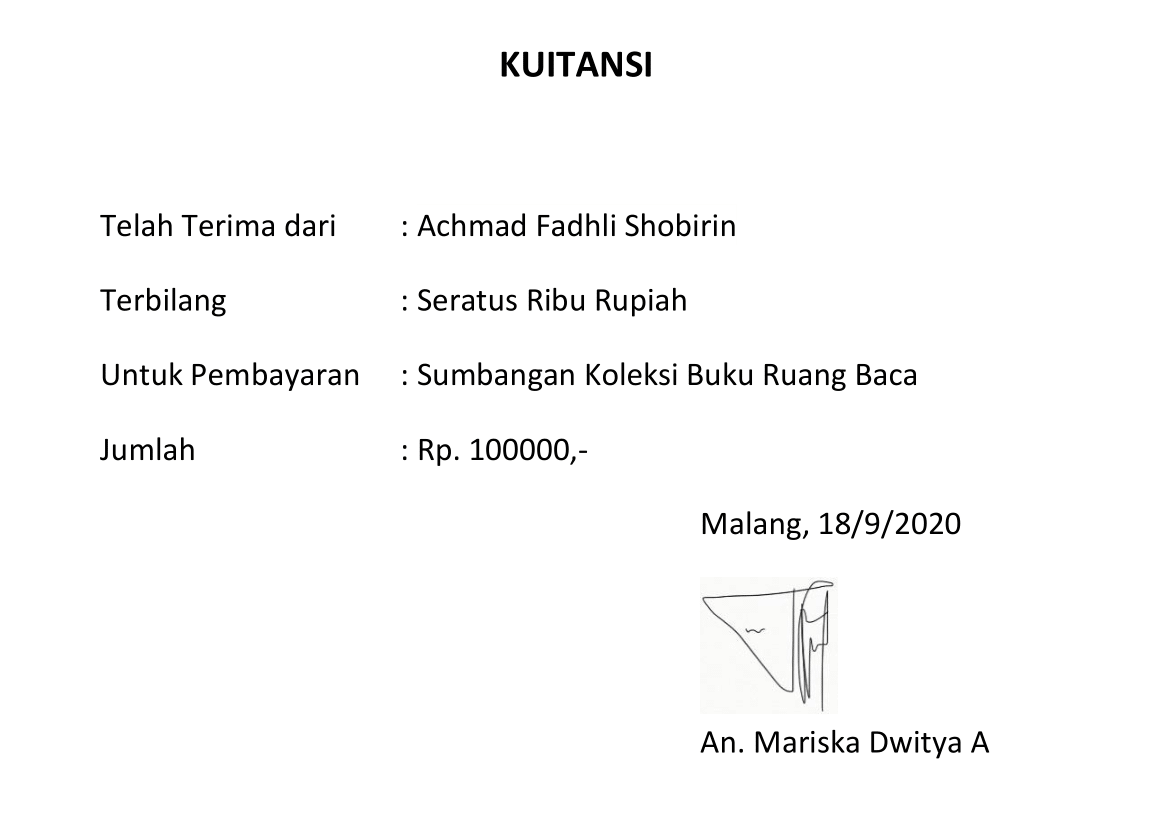 KUITANSI
Telah Terima dari : Achmad Fadhli Shobirin
Terbilang : Seratus Ribu Rupiah
Untuk Pembayaran : Sumbangan Koleksi Buku Ruang Baca
Jumlah : Rp. 100000,-
Malang, 18/9/2020
An. Mariska Dwitya A